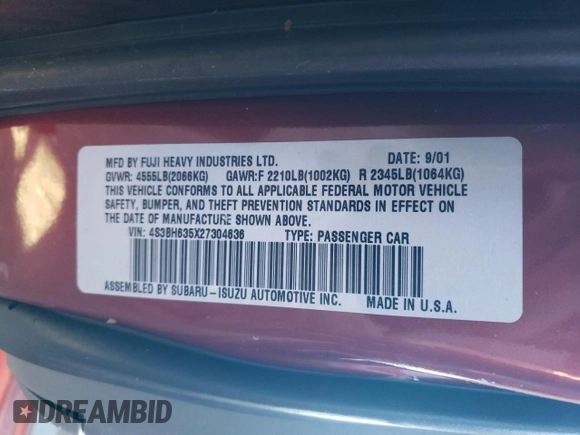 MFD BY FUJI HEAVY INDUSTRIES LTD. DATE: 9/01
GVWR: 4555LB(2066KG) GAWR:F 2210LB(1002KG) R 2345LB(1064KG)
THIS VEHICLE CONFORMS TO ALL APPLICABLE FEDERAL MOTOR VEHICLE
SAFETY, BUMPER, AND THEFT PREVENTION STANDARDS IN EFFECT ON
THE DATE OF MANUFACTURE SHOWN ABOVE.
VIN: 4S3BH635X27304636 TYPE: PASSENGER CAR
ASSEMBLED BY SUBARU-ISUZU AUTOMOTIVE INC. MADE IN U.S.A.
DREAMBID